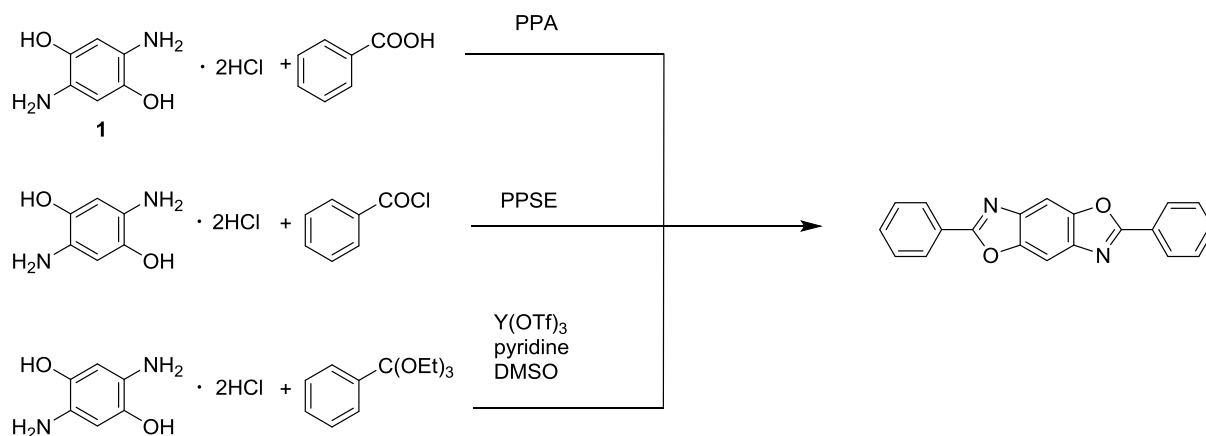 HO NH₂ COOH PPA
· 2HCl +
H₂N OH
1
HO NH₂ COCl PPSE
· 2HCl +
H₂N OH
N O
O N
Y(OTf)₃
pyridine
DMSO
HO NH₂ C(OEt)₃
· 2HCl +
H₂N OH